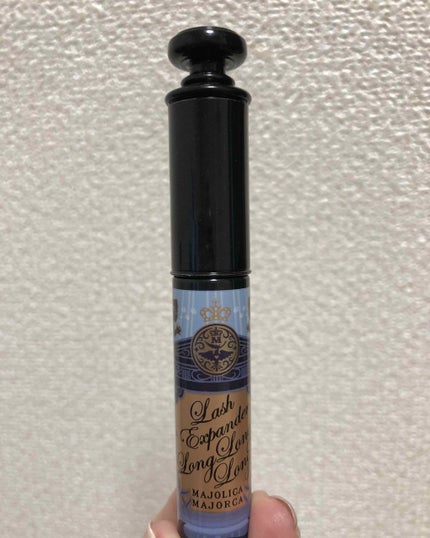 M
Lash
Expander
Long Long
Long
MAJOLICA
MAJORCA